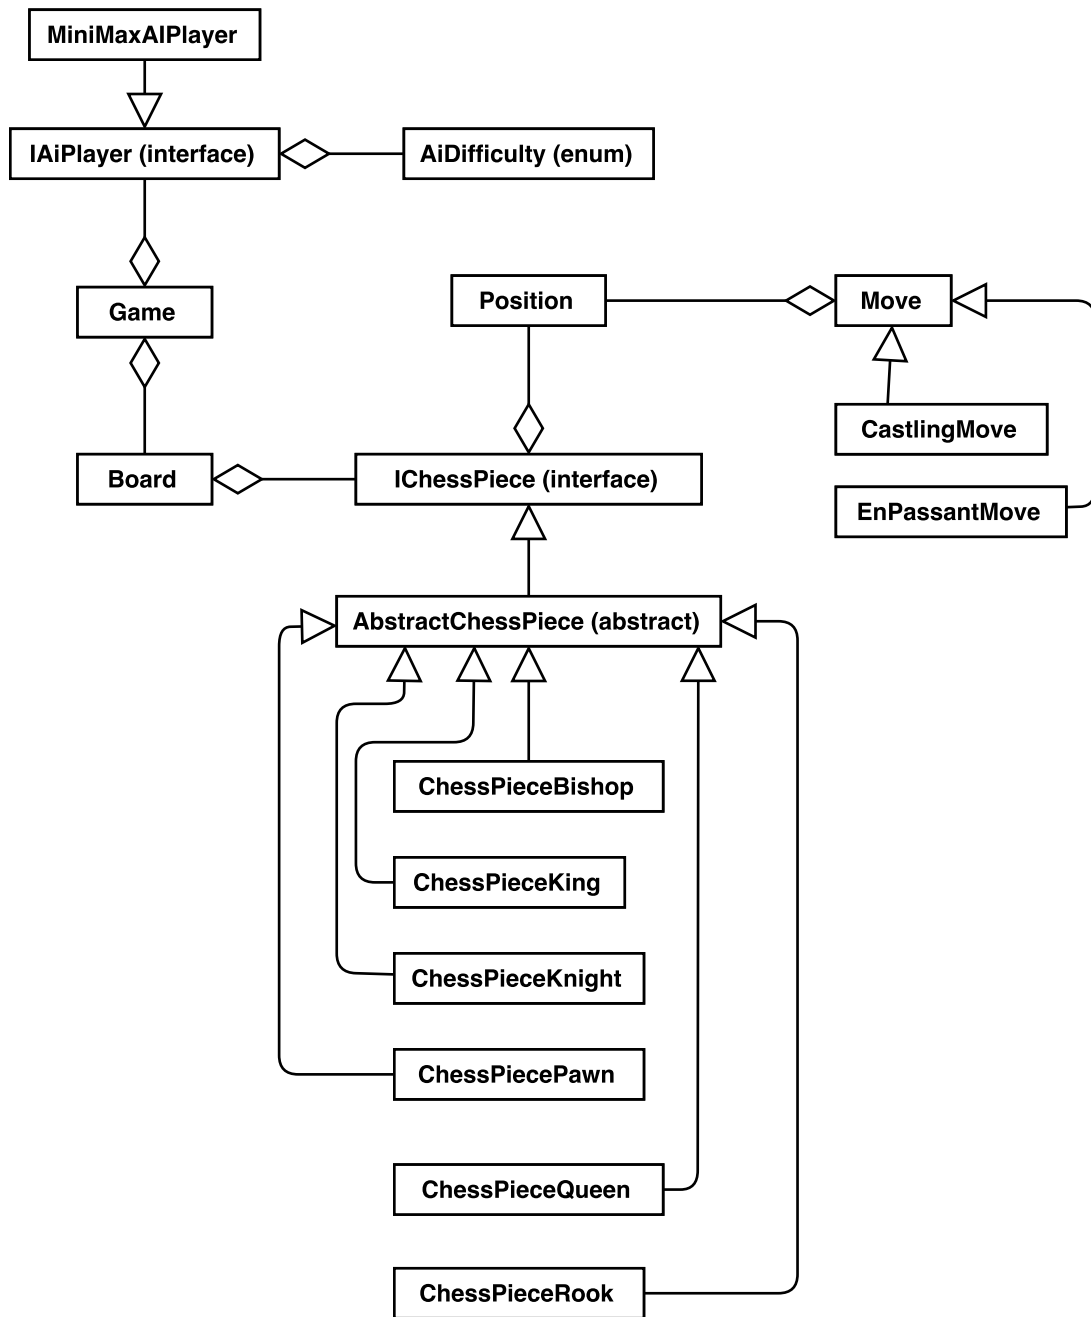 MiniMaxAIPlayer
IAiPlayer (interface)
AiDifficulty (enum)
Game
Position
Move
CastlingMove
Board
IChessPiece (interface)
EnPassantMove
AbstractChessPiece (abstract)
ChessPieceBishop
ChessPieceKing
ChessPieceKnight
ChessPiecePawn
ChessPieceQueen
ChessPieceRook